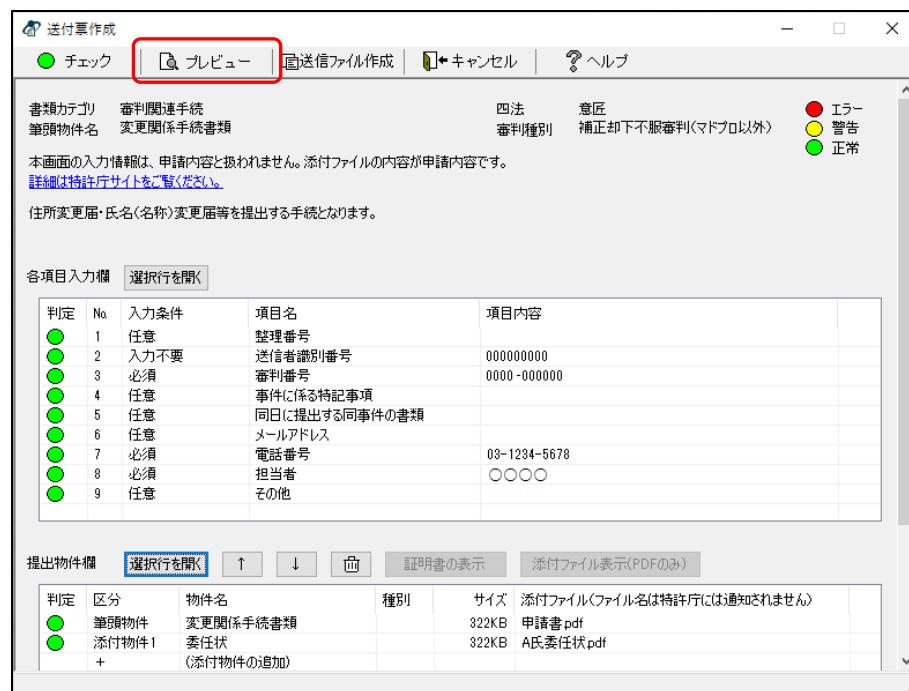 送付票作成
チェック プレビュー 送信ファイル作成 キャンセル ヘルプ
書類カテゴリ 審判関連手続 四法 意匠 エラー
筆頭物件名 変更関係手続書類 審判種別 補正却下不服審判(マドプロ以外) 警告
正常
本画面の入力情報は、申請内容と扱われません。添付ファイルの内容が申請内容です。
詳細は特許庁サイトをご覧ください。
住所変更届・氏名(名称)変更届等を提出する手続となります。
各項目入力欄 選択行を開く
判定 No. 入力条件 項目名 項目内容
1 任意 整理番号
2 入力不要 送信者識別番号 000000000
3 必須 審判番号 0000-000000
4 任意 事件に係る特記事項
5 任意 同日に提出する同事件の書類
6 任意 メールアドレス
7 必須 電話番号 03-1234-5678
8 必須 担当者 〇〇〇〇
9 任意 その他
提出物件欄 選択行を開く ↑ ↓ 証明書の表示 添付ファイル表示(PDFのみ)
判定 区分 物件名 種別 サイズ 添付ファイル(ファイル名は特許庁には通知されません)
筆頭物件 変更関係手続書類 322KB 申請書.pdf
添付物件1 委任状 322KB A氏委任状.pdf
+ (添付物件の追加)